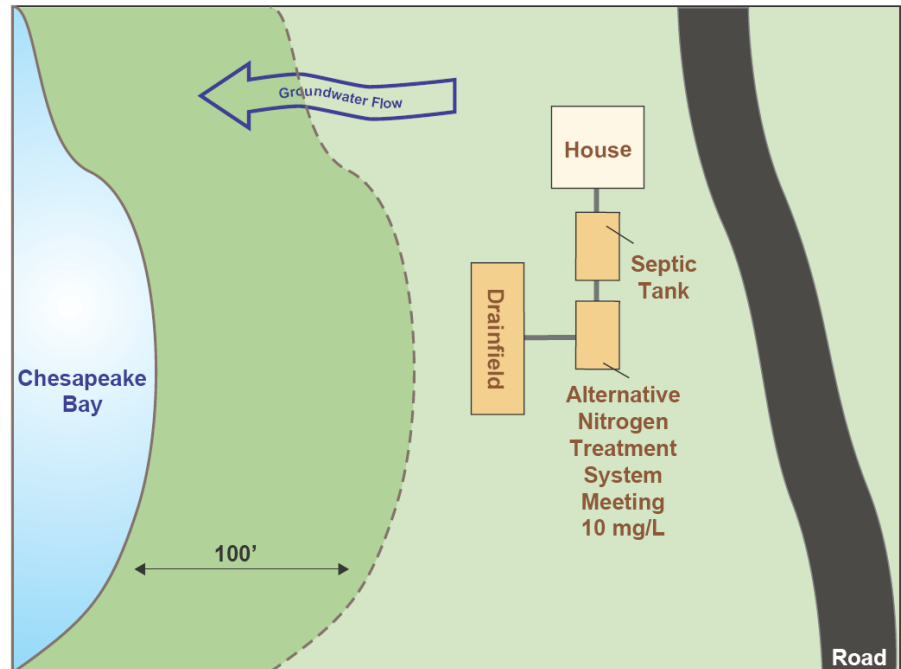 Groundwater Flow
House
Septic
Tank
Drainfield
Chesapeake
Bay
Alternative
Nitrogen
Treatment
System
Meeting
10 mg/L
100’
Road